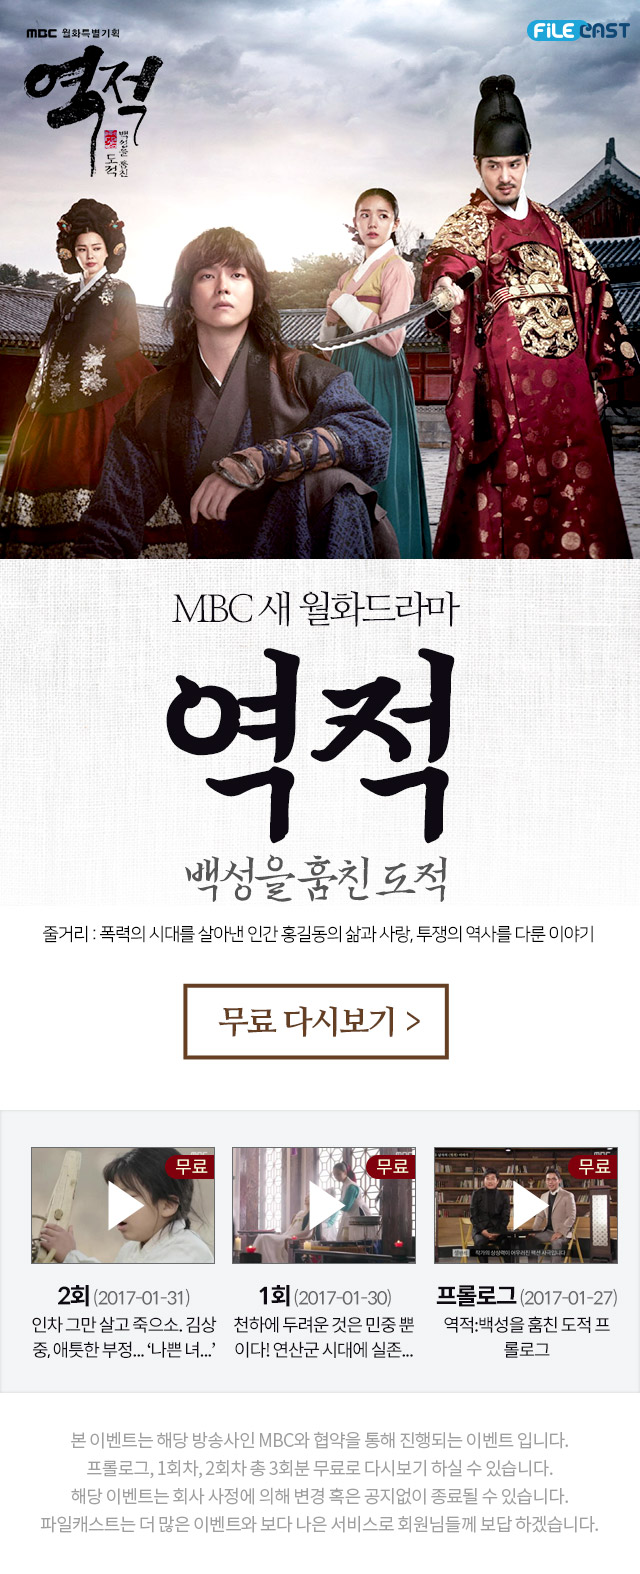 MBC 월화특별기획
FiLECAST
역적
백성을 훔친
도적
MBC 새 월화드라마
역적
백성을 훔친 도적
줄거리 : 폭력의 시대를 살아낸 인간 홍길동의 삶과 사랑, 투쟁의 역사를 다룬 이야기
무료 다시보기 >
무료
무료
무료
2회 (2017-01-31)
인차 그만 살고 죽으소. 김상
중, 애틋한 부정... ‘나쁜 녀...’
1회 (2017-01-30)
천하에 두려운 것은 민중 뿐
이다! 연산군 시대에 실존...
프롤로그 (2017-01-27)
역적:백성을 훔친 도적 프
롤로그
본 이벤트는 해당 방송사인 MBC와 협약을 통해 진행되는 이벤트 입니다.
프롤로그, 1회차, 2회차 총 3회분 무료로 다시보기 하실 수 있습니다.
해당 이벤트는 회사 사정에 의해 변경 혹은 공지없이 종료될 수 있습니다.
파일캐스트는 더 많은 이벤트와 보다 나은 서비스로 회원님들께 보답 하겠습니다.